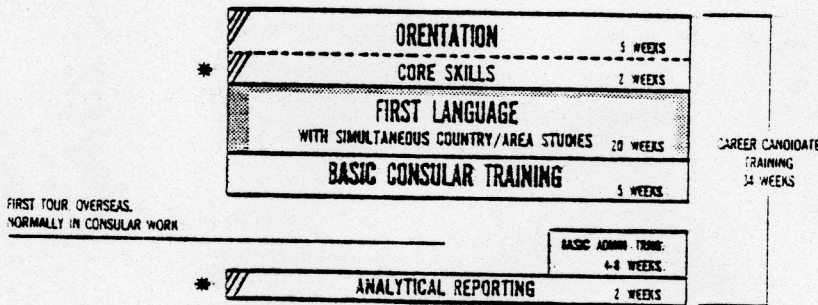 ORENTATION
5 WEEKS
* CORE SKILLS
2 WEEKS
FIRST LANGUAGE
WITH SIMULTANEOUS COUNTRY/AREA STUDIES 20 WEEKS
BASIC CONSULAR TRAINING
5 WEEKS
CAREER CANDIDATE
TRAINING
34 WEEKS
FIRST TOUR OVERSEAS.
NORMALLY IN CONSULAR WORK
BASIC ADMIN TRNG.
4-8 WEEKS
* ANALYTICAL REPORTING
2 WEEKS